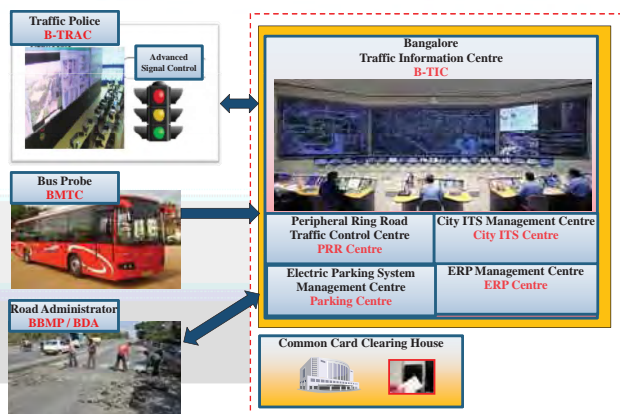 Traffic Police
B-TRAC
Advanced
Signal Control
Bus Probe
BMTC
Road Administrator
BBMP / BDA
Bangalore
Traffic Information Centre
B-TIC
Peripheral Ring Road
Traffic Control Centre
PRR Centre
City ITS Management Centre
City ITS Centre
Electric Parking System
Management Centre
Parking Centre
ERP Management Centre
ERP Centre
Common Card Clearing House